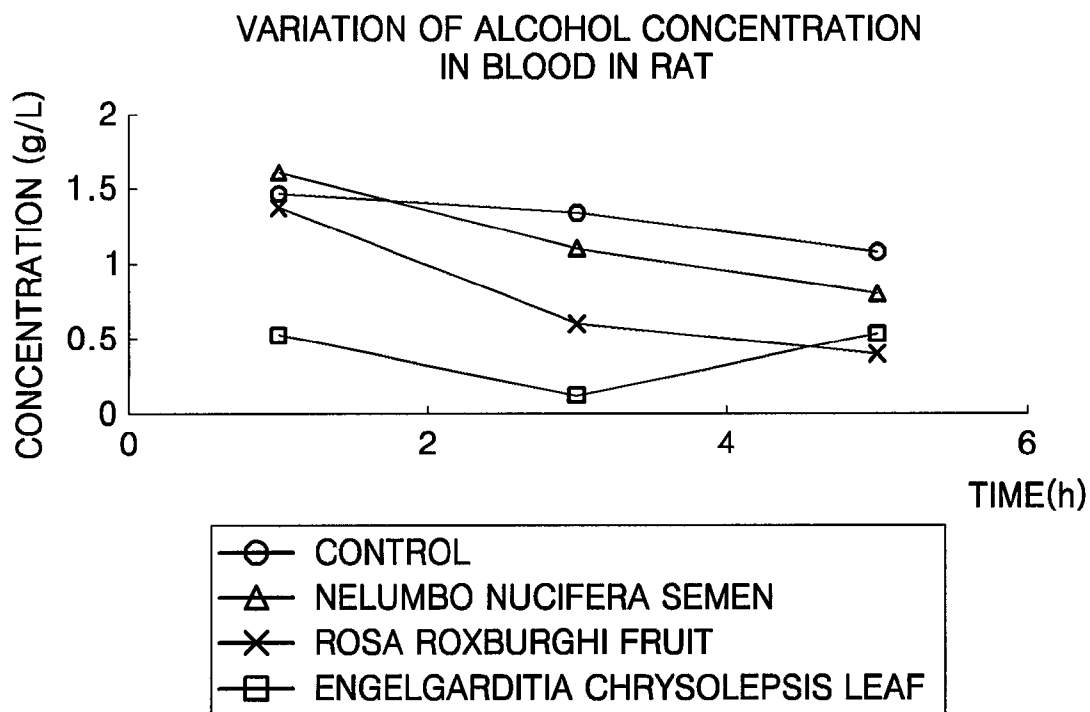 VARIATION OF ALCOHOL CONCENTRATION
IN BLOOD IN RAT
CONCENTRATION (g/L)
2
1.5
1
0.5
0
0
2
4
6
TIME(h)
CONTROL
NELUMBO NUCIFERA SEMEN
ROSA ROXBURGHI FRUIT
ENGELGARDITIA CHRYSOLEPSIS LEAF